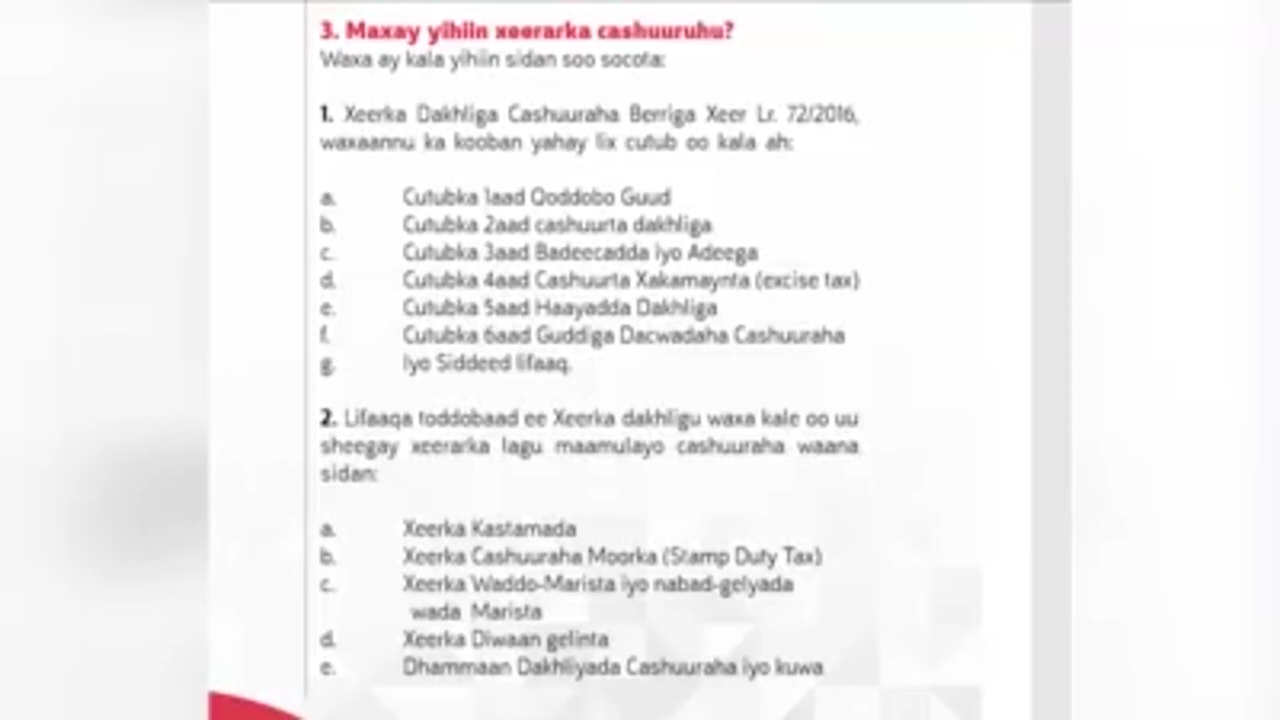 3. Maxay yihiin xeerarka cashuuruhu?
Waxa ay kala yihiin sidan soo socota:
1. Xeerka Dakhliga Cashuuraha Berriga Xeer Lr. 72/2016,
waxaannu ka kooban yahay lix cutub oo kala ah:
a. Cutubka 1aad Qoddobo Guud
b. Cutubka 2aad cashuurta dakhliga
c. Cutubka 3aad Badeecadda iyo Adeega
d. Cutubka 4aad Cashuurta Xakamaynta (excise tax)
e. Cutubka 5aad Haayadda Dakhliga
f. Cutubka 6aad Guddiga Dacwadaha Cashuuraha
g. Iyo Siddeed lifaaq.
2. Lifaaqa toddobaad ee Xeerka dakhligu waxa kale oo uu
sheegay xeerarka lagu maamulayo cashuuraha waana
sidan:
a. Xeerka Kastamada
b. Xeerka Cashuuraha Moorka (Stamp Duty Tax)
c. Xeerka Waddo-Marista iyo nabad-gelyada
wada Marista
d. Xeerka Diwaan gelinta
e. Dhammaan Dakhliyada Cashuuraha iyo kuwa